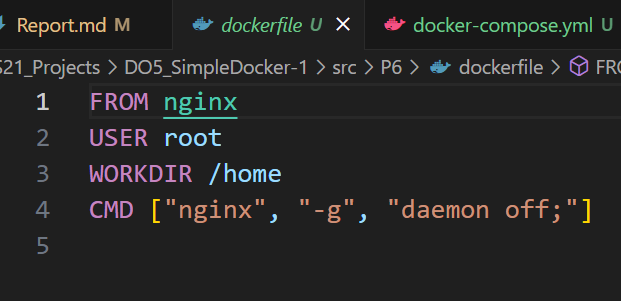 Report.md M dockerfile U docker-compose.yml U
S21_Projects > DO5_SimpleDocker-1 > src > P6 > dockerfile > FRO
1 FROM nginx
2 USER root
3 WORKDIR /home
4 CMD ["nginx", "-g", "daemon off;"]
5